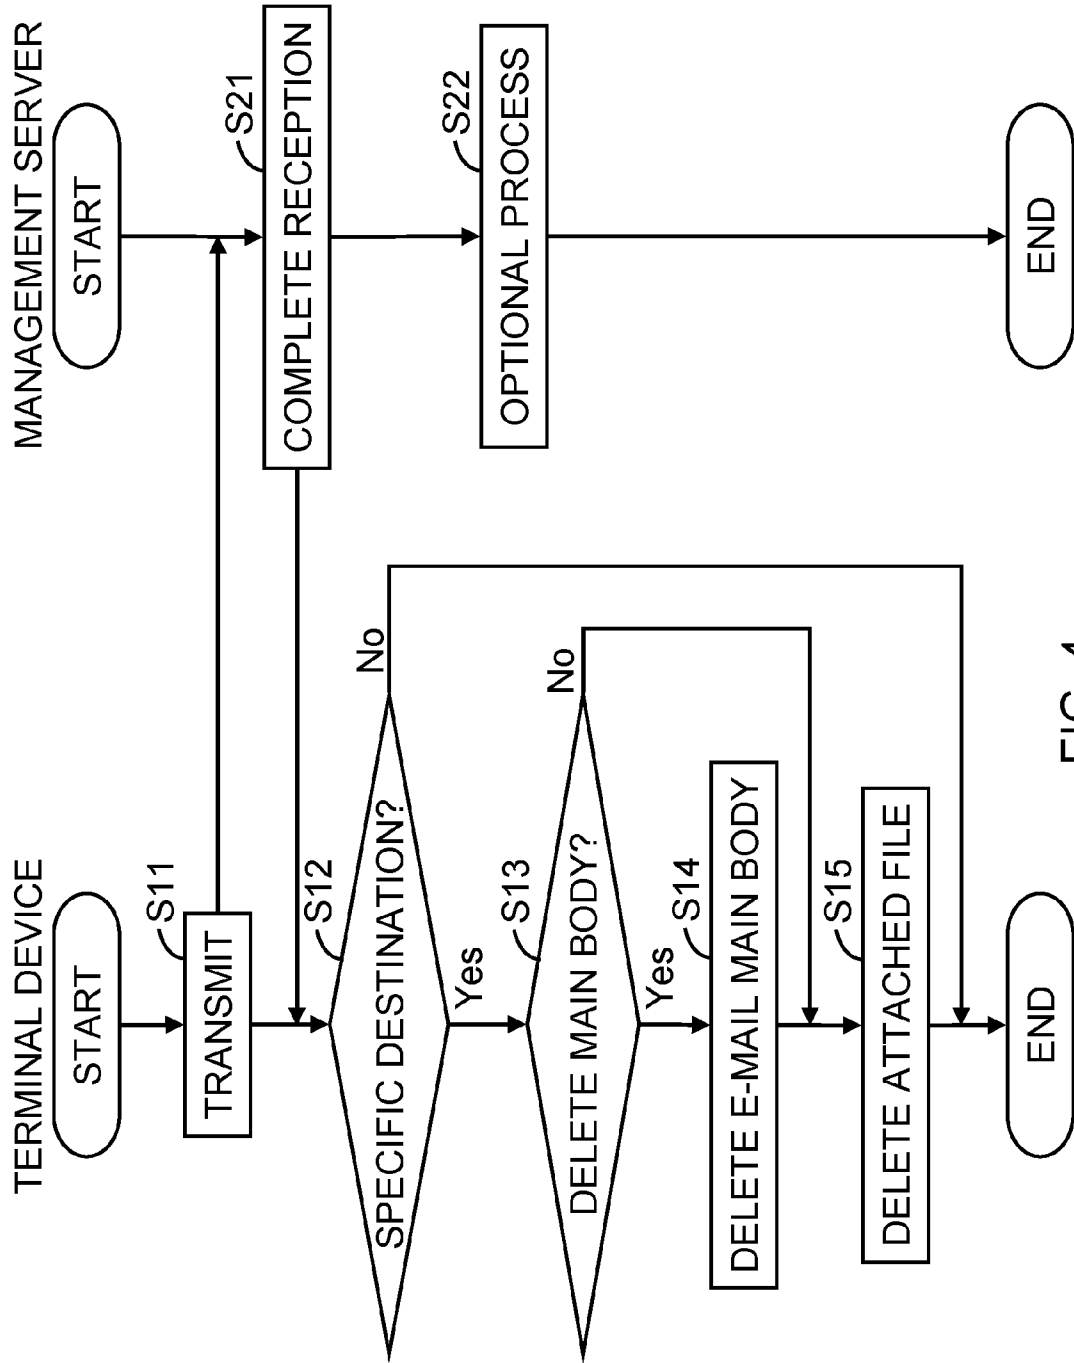 TERMINAL DEVICE
START
S11
TRANSMIT
S12
SPECIFIC DESTINATION?
No
Yes
S13
DELETE MAIN BODY?
No
Yes
S14
DELETE E-MAIL MAIN BODY
S15
DELETE ATTACHED FILE
END
MANAGEMENT SERVER
START
S21
COMPLETE RECEPTION
S22
OPTIONAL PROCESS
END